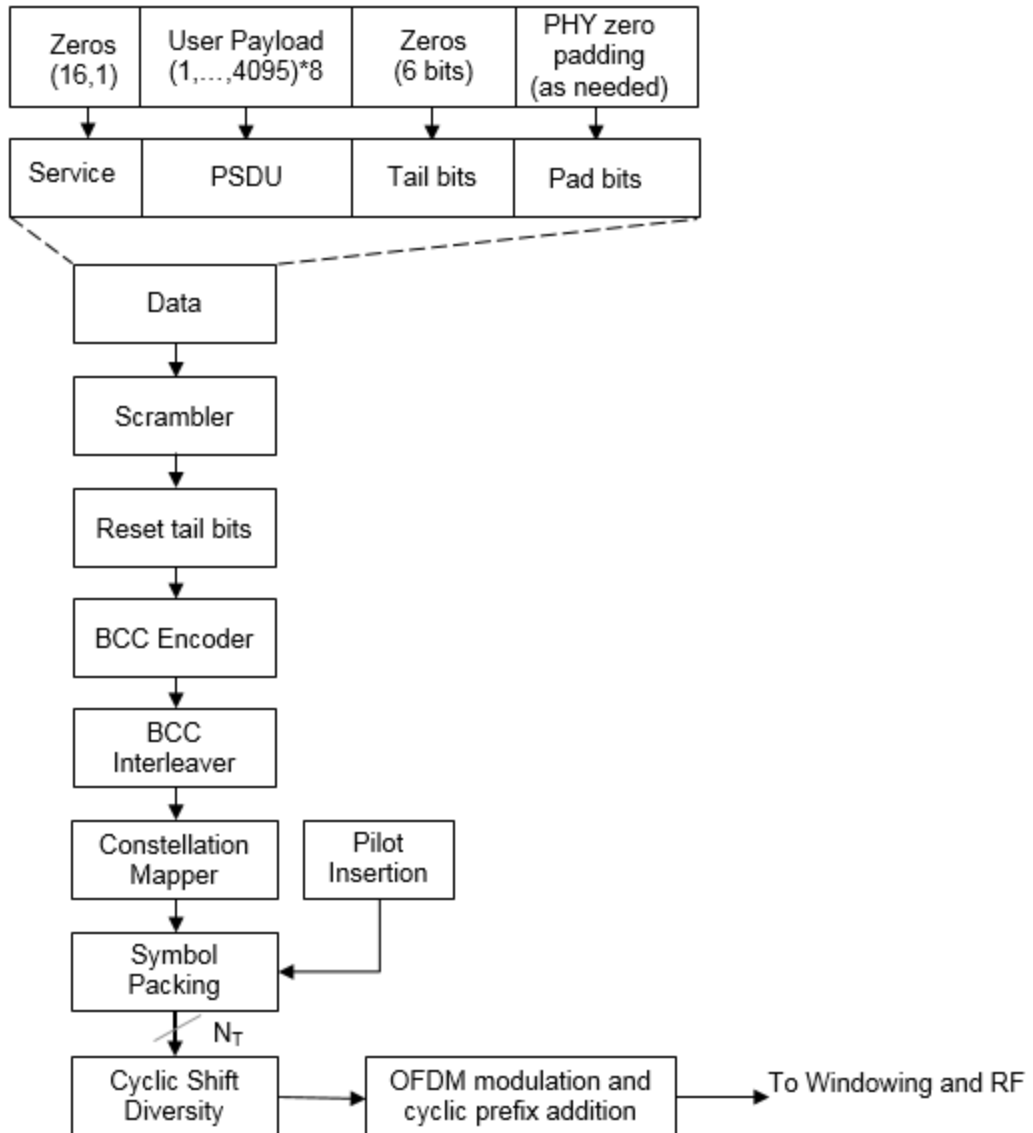 Zeros
(16,1)
User Payload
(1,...,4095)*8
Zeros
(6 bits)
PHY zero
padding
(as needed)
Service
PSDU
Tail bits
Pad bits
Data
Scrambler
Reset tail bits
BCC Encoder
BCC
Interleaver
Constellation
Mapper
Pilot
Insertion
Symbol
Packing
N_T
Cyclic Shift
Diversity
OFDM modulation and
cyclic prefix addition
To Windowing and RF